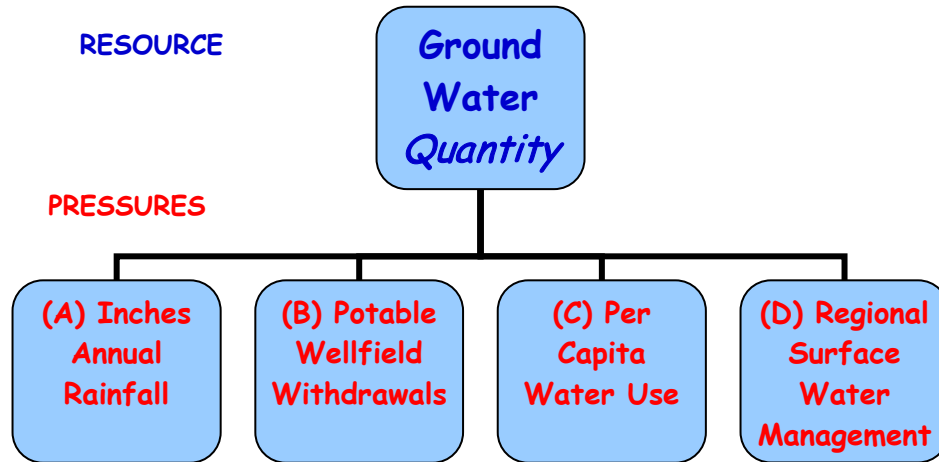 RESOURCE
Ground
Water
Quantity
PRESSURES
(A) Inches
Annual
Rainfall
(B) Potable
Wellfield
Withdrawals
(C) Per
Capita
Water Use
(D) Regional
Surface
Water
Management